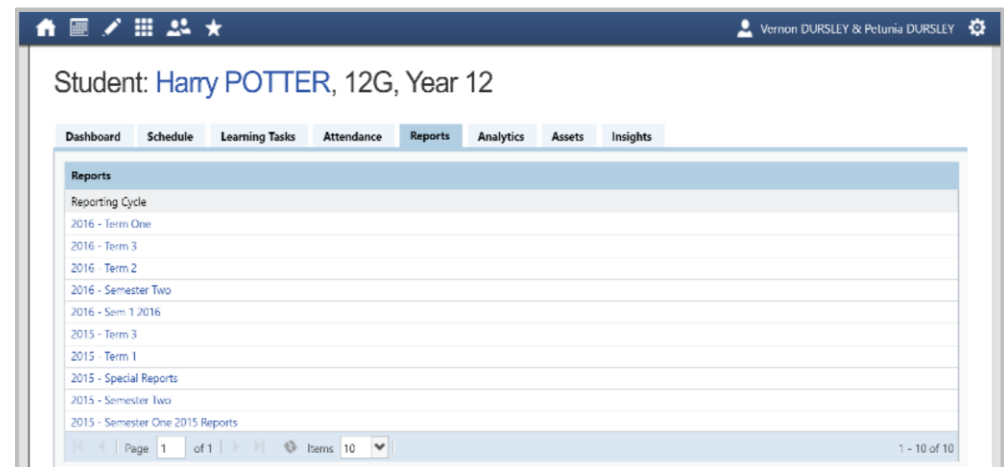 Vernon DURSLEY & Petunia DURSLEY
Student: Harry POTTER, 12G, Year 12
Dashboard Schedule Learning Tasks Attendance Reports Analytics Assets Insights
Reports
Reporting Cycle
2016 - Term One
2016 - Term 3
2016 - Term 2
2016 - Semester Two
2016 - Sem 1 2016
2015 - Term 3
2015 - Term 1
2015 - Special Reports
2015 - Semester Two
2015 - Semester One 2015 Reports
Page 1 of 1 Items 10 1 - 10 of 10